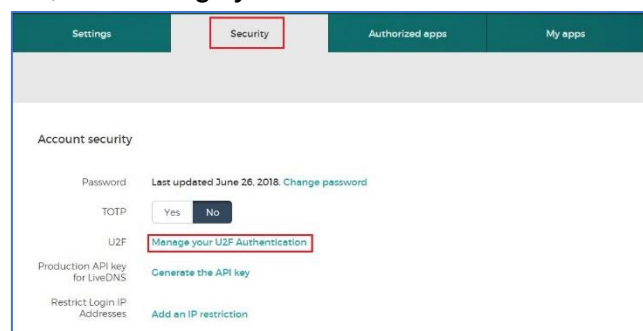 Settings Security Authorized apps My apps
Account security
Password Last updated June 26, 2018. Change password
TOTP Yes No
U2F Manage your U2F Authentication
Production API key
for LiveDNS Generate the API key
Restrict Login IP
Addresses Add an IP restriction